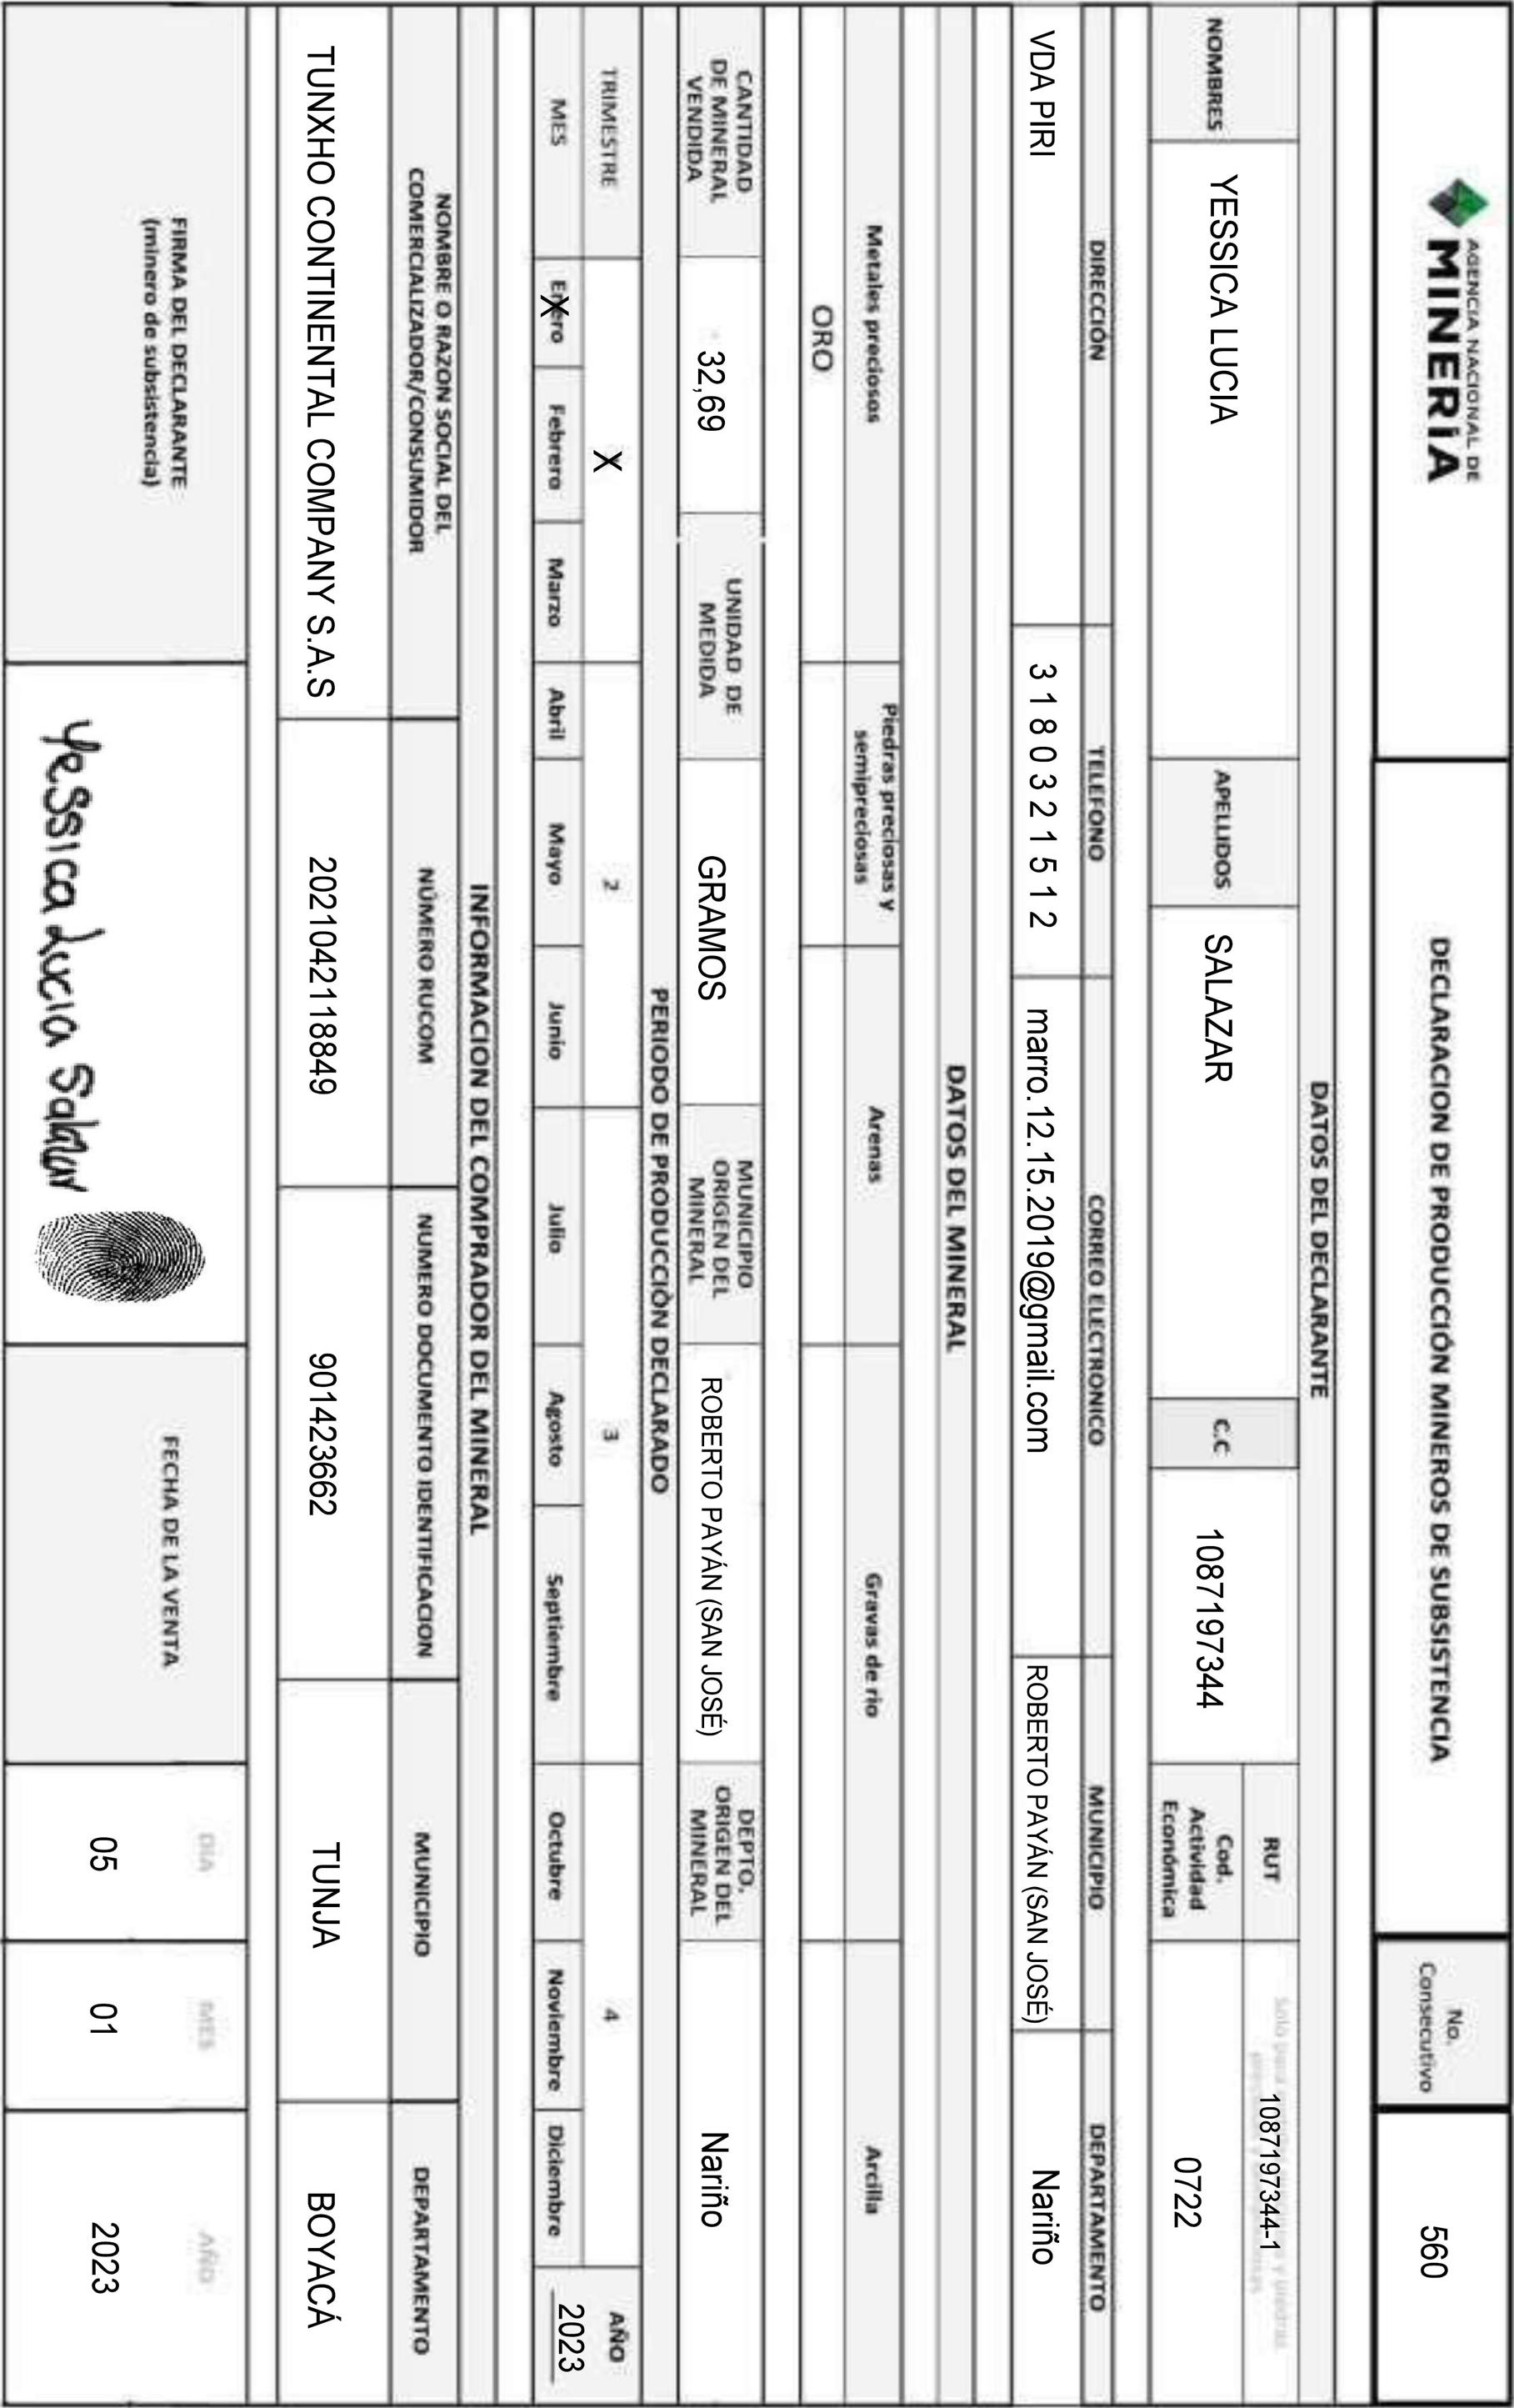 AGENCIA NACIONAL DE
MINERÍA
DECLARACION DE PRODUCCIÓN MINEROS DE SUBSISTENCIA
No.
Consecutivo
560
DATOS DEL DECLARANTE
NOMBRES
YESSICA LUCIA
APELLIDOS
SALAZAR
C.C
1087197344
RUT
1087197344-1
Cod.
Actividad
Económica
0722
DIRECCIÓN
TELEFONO
CORREO ELECTRONICO
MUNICIPIO
DEPARTAMENTO
VDA PIRI
3 1 8 0 3 2 1 5 1 2
marro.12.15.2019@gmail.com
ROBERTO PAYÁN (SAN JOSÉ)
Nariño
DATOS DEL MINERAL
Metales preciosos
Piedras preciosas y
semipreciosas
Arenas
Gravas de rio
Arcilla
ORO
CANTIDAD
DE MINERAL
VENDIDA
32,69
UNIDAD DE
MEDIDA
GRAMOS
MUNICIPIO
ORIGEN DEL
MINERAL
ROBERTO PAYÁN (SAN JOSÉ)
DEPTO.
ORIGEN DEL
MINERAL
Nariño
PERIODO DE PRODUCCIÒN DECLARADO
TRIMESTRE
X
2
3
4
AÑO
MES
Enero
X
Febrero
Marzo
Abril
Mayo
Junio
Julio
Agosto
Septiembre
Octubre
Noviembre
Diciembre
2023
INFORMACION DEL COMPRADOR DEL MINERAL
NOMBRE O RAZON SOCIAL DEL
COMERCIALIZADOR/CONSUMIDOR
NÚMERO RUCOM
NUMERO DOCUMENTO IDENTIFICACION
MUNICIPIO
DEPARTAMENTO
TUNXHO CONTINENTAL COMPANY S.A.S
2021042118849
901423662
TUNJA
BOYACÁ
FIRMA DEL DECLARANTE
(minero de subsistencia)
Yessica Lucia Salazar
FECHA DE LA VENTA
DIA
MES
AÑO
05
01
2023